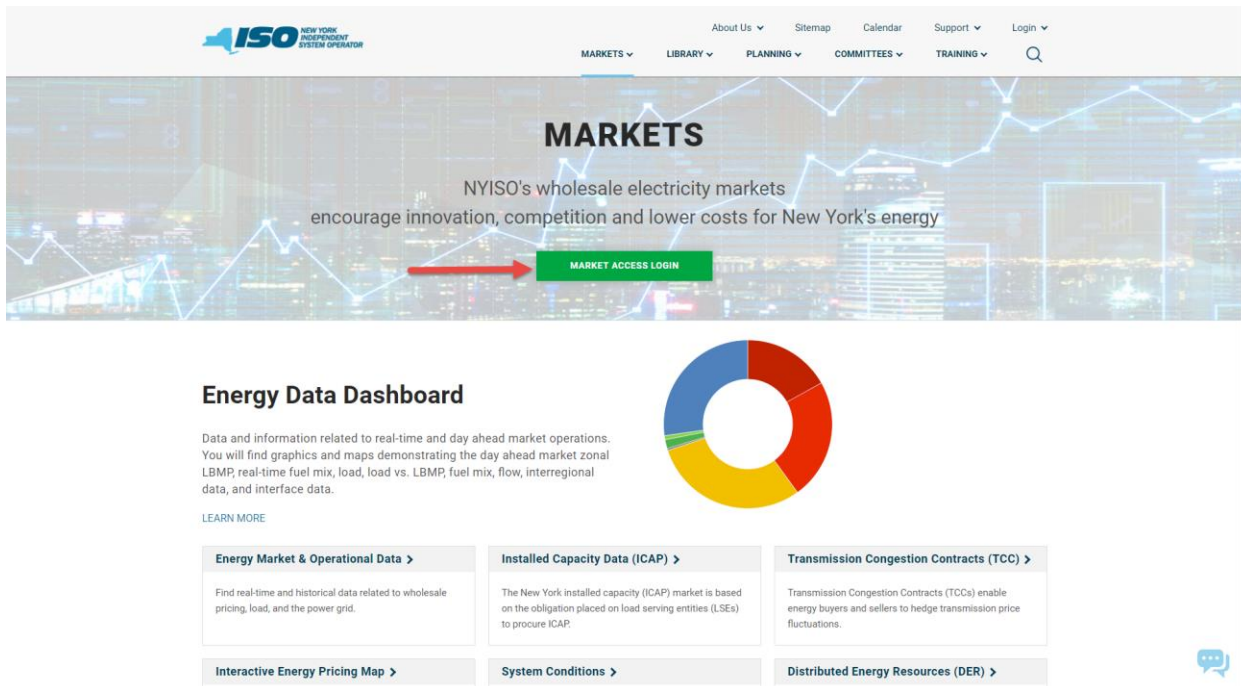 ISO NEW YORK
INDEPENDENT
SYSTEM OPERATOR
About Us Sitemap Calendar Support Login
MARKETS LIBRARY PLANNING COMMITTEES TRAINING
MARKETS
NYISO's wholesale electricity markets
encourage innovation, competition and lower costs for New York's energy
MARKET ACCESS LOGIN
Energy Data Dashboard
Data and information related to real-time and day ahead market operations.
You will find graphics and maps demonstrating the day ahead market zonal
LBMP, real-time fuel mix, load, load vs. LBMP, fuel mix, flow, interregional
data, and interface data.
LEARN MORE
Energy Market & Operational Data >
Find real-time and historical data related to wholesale
pricing, load, and the power grid.
Installed Capacity Data (ICAP) >
The New York installed capacity (ICAP) market is based
on the obligation placed on load serving entities (LSEs)
to procure ICAP.
Transmission Congestion Contracts (TCC) >
Transmission Congestion Contracts (TCCs) enable
energy buyers and sellers to hedge transmission price
fluctuations.
Interactive Energy Pricing Map >
System Conditions >
Distributed Energy Resources (DER) >